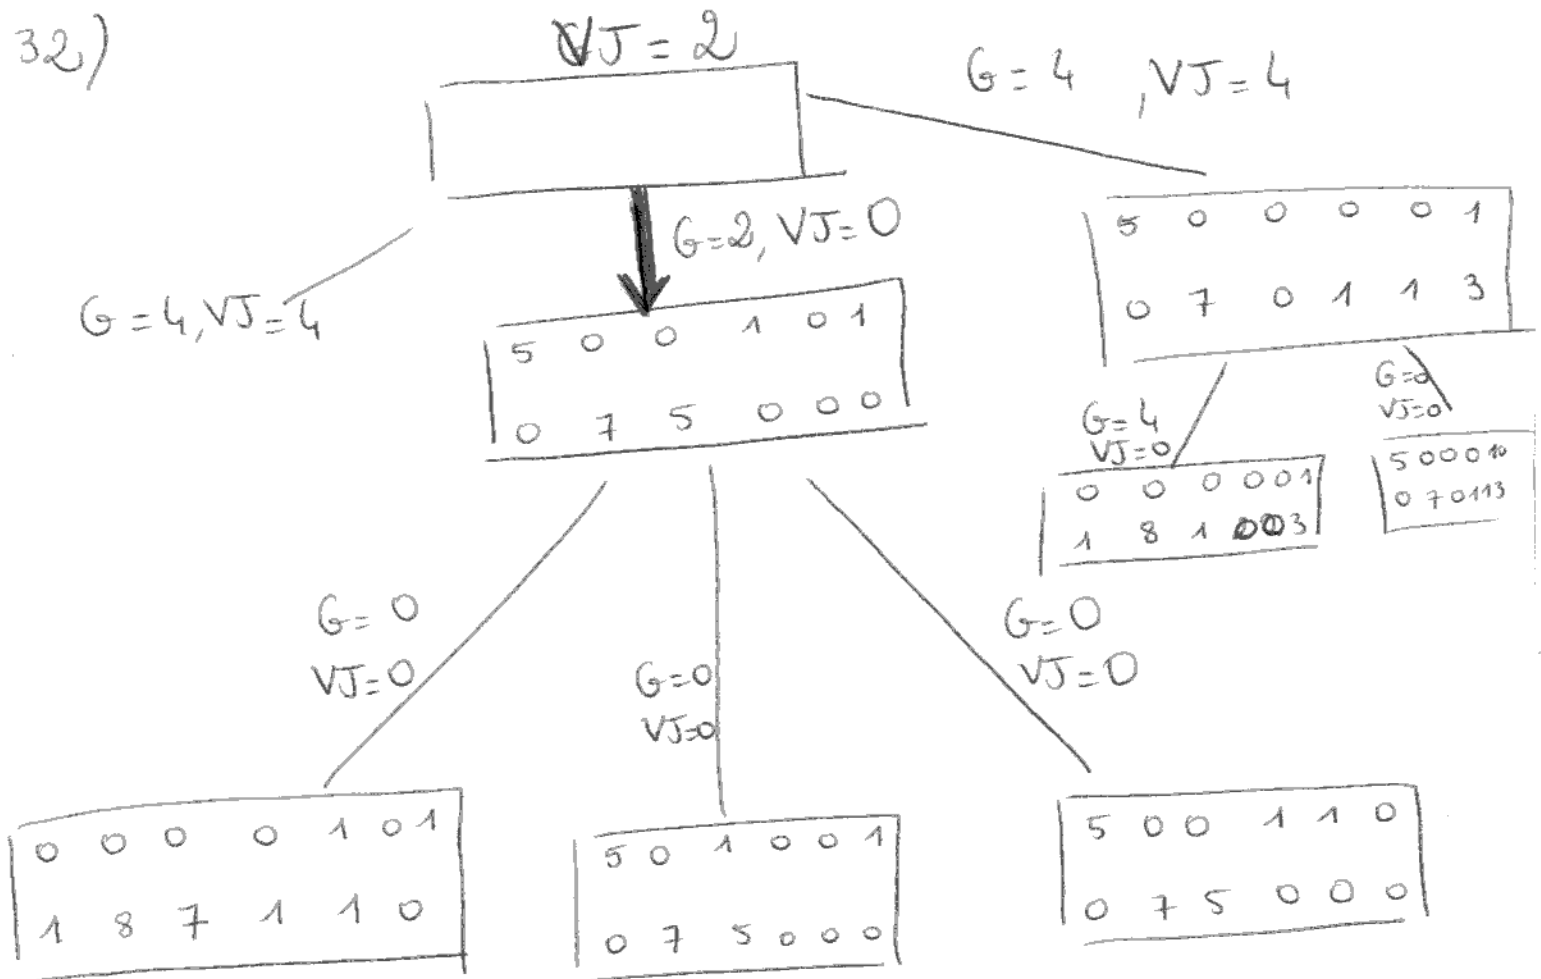 32)
VJ = 2
G = 4 , VJ = 4
G = 2, VJ = 0
G = 4, VJ = 4
5 0 0 0 0 1
0 7 0 1 1 3
5 0 0 1 0 1
0 7 5 0 0 0
G = 4
VJ = 0
VJ = 0
0 0 0 0 0 1
1 8 1 0 0 3
5 0 0 0 1 0
0 7 0 1 1 3
G = 0
VJ = 0
G = 0
VJ = 0
G = 0
VJ = 0
0 0 0 0 1 0 1
1 8 7 1 1 0
5 0 1 0 0 1
0 7 5 0 0 0
5 0 0 1 1 0
0 7 5 0 0 0